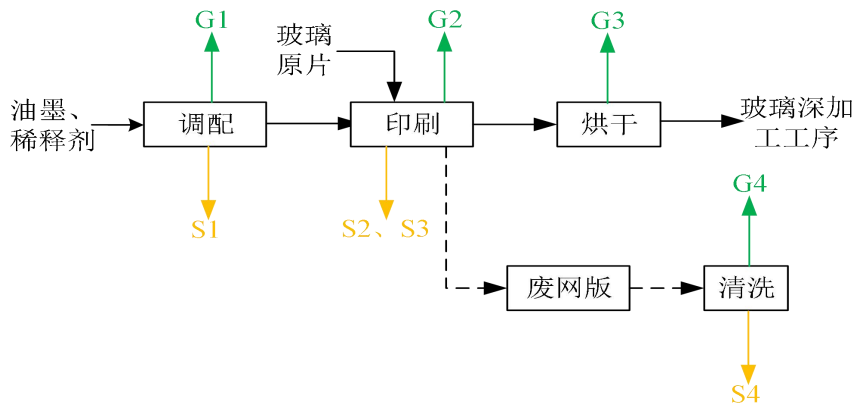 G1
G2
G3
玻璃
原片
油墨、
稀释剂
调配
印刷
烘干
玻璃深加
工工序
S1
S2、S3
G4
废网版
清洗
S4